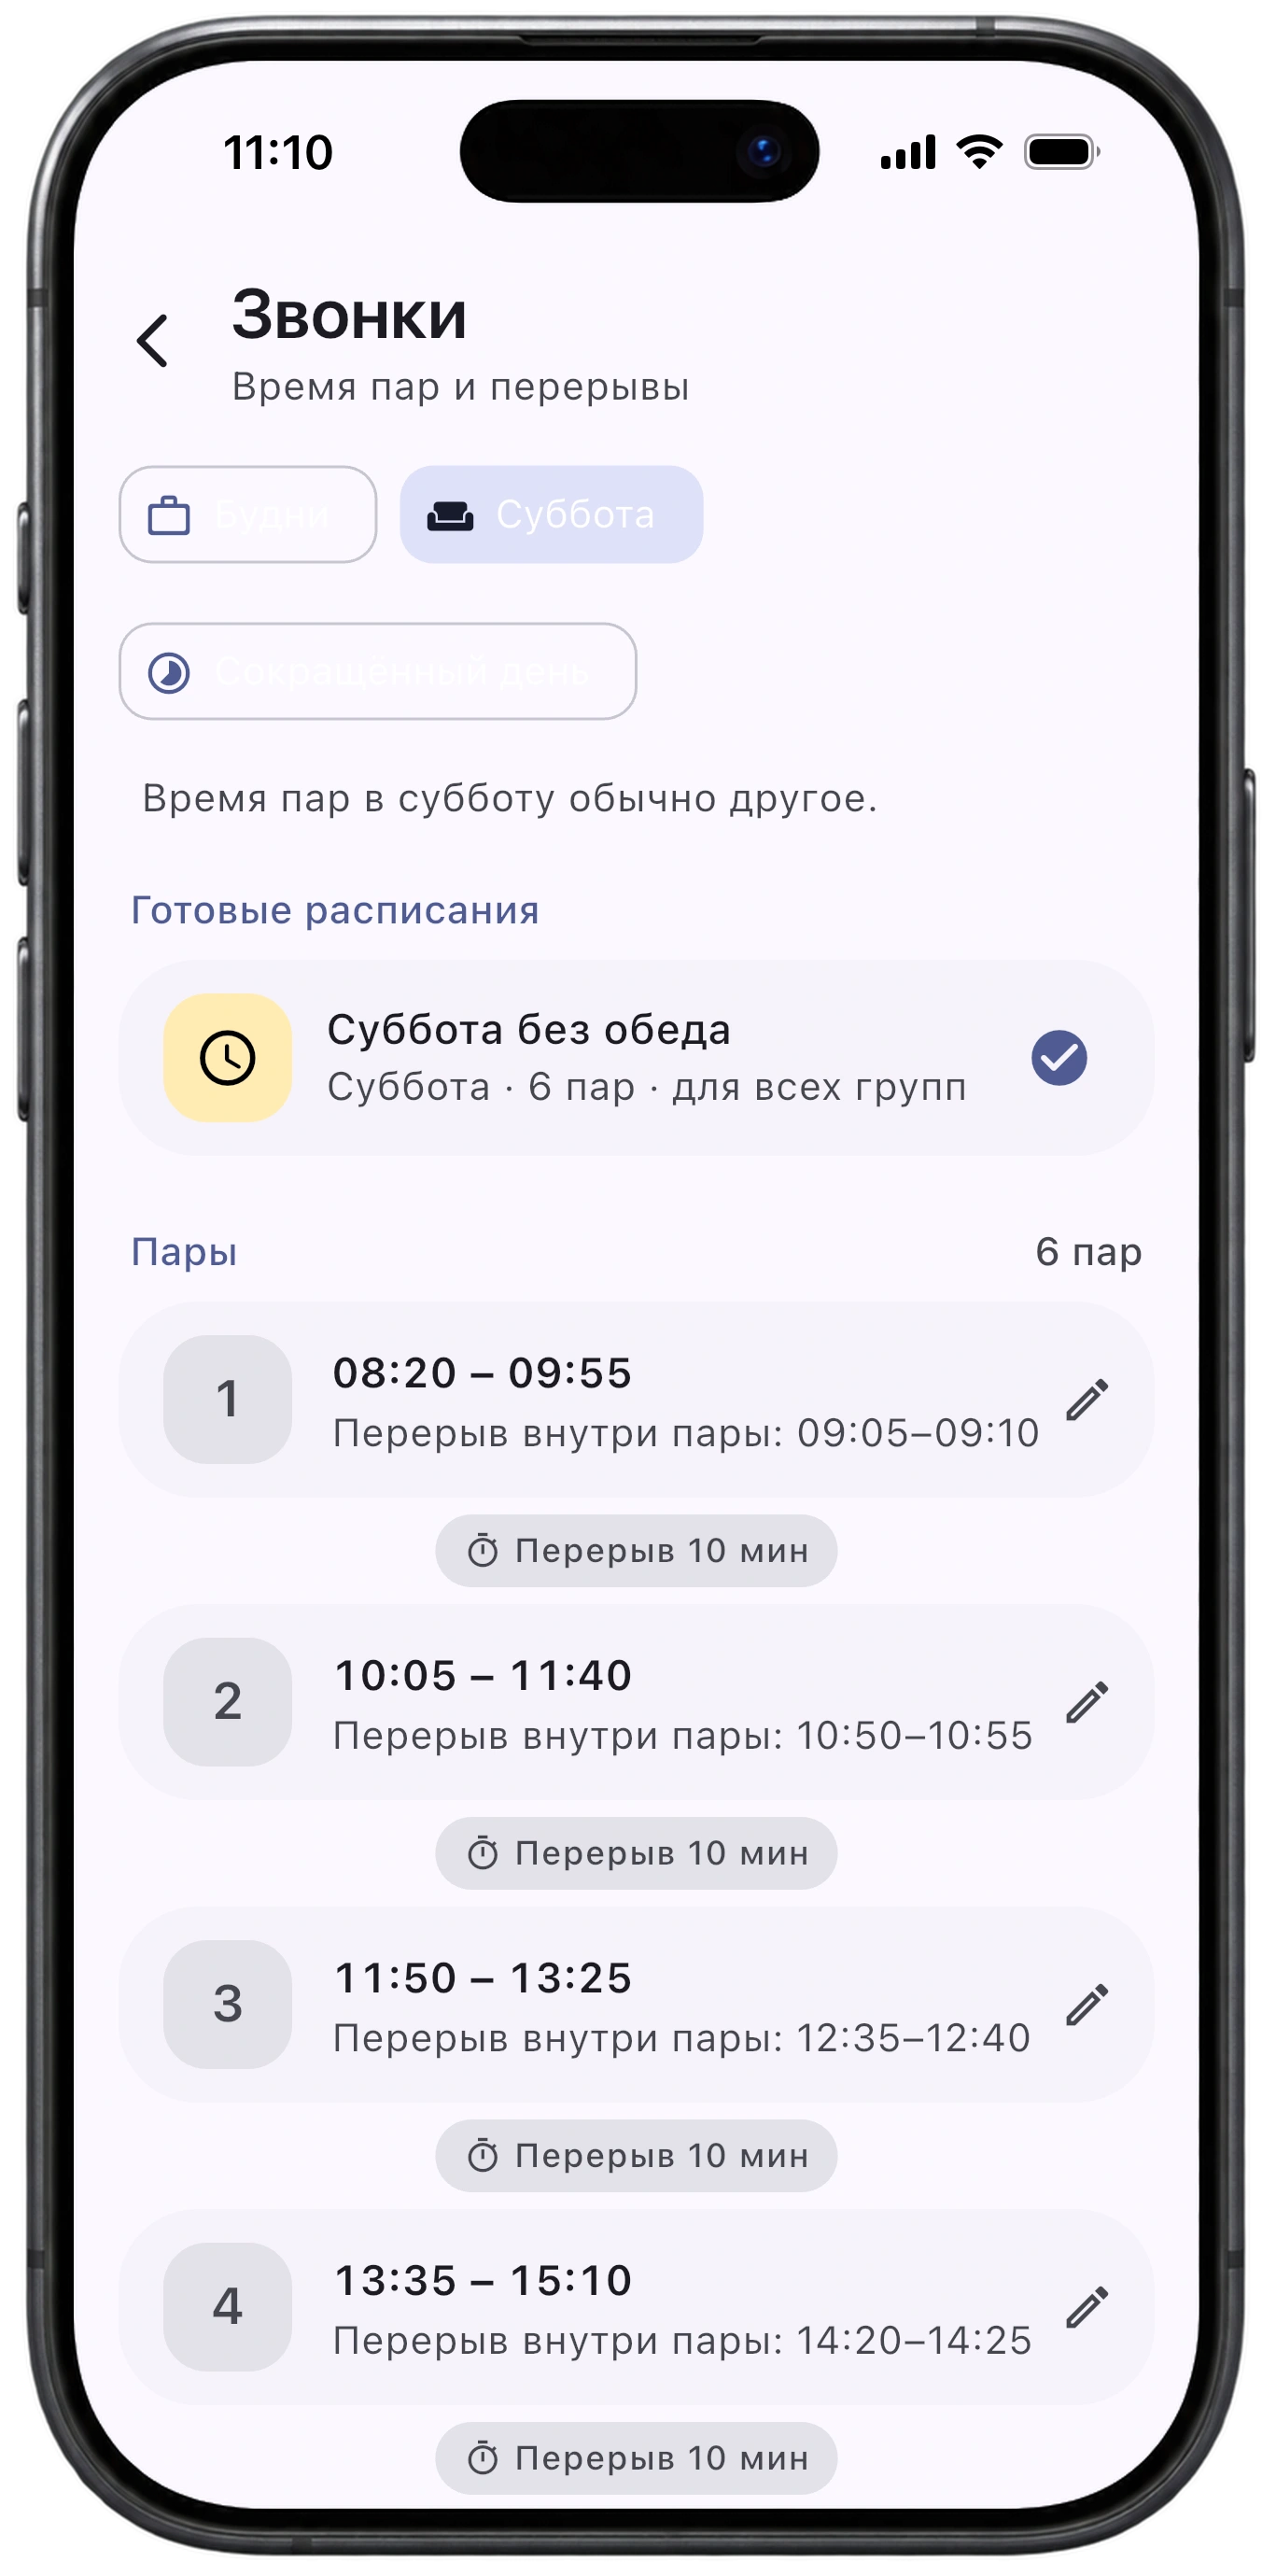 11:10
Звонки
Время пар и перерывы
Будни
Суббота
Сокращённый день
Время пар в субботу обычно другое.
Готовые расписания
Суббота без обеда
Суббота · 6 пар · для всех групп
Пары
6 пар
1
08:20 – 09:55
Перерыв внутри пары: 09:05–09:10
Перерыв 10 мин
2
10:05 – 11:40
Перерыв внутри пары: 10:50–10:55
Перерыв 10 мин
3
11:50 – 13:25
Перерыв внутри пары: 12:35–12:40
Перерыв 10 мин
4
13:35 – 15:10
Перерыв внутри пары: 14:20–14:25
Перерыв 10 мин